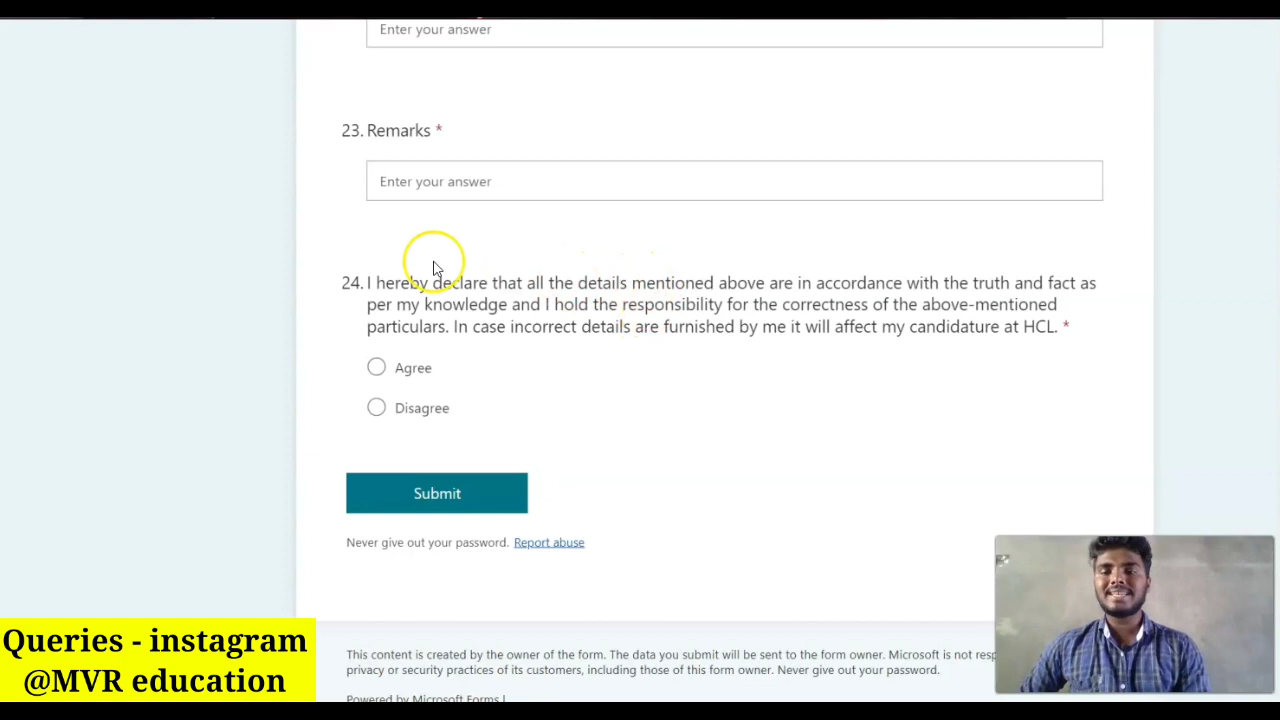 Enter your answer
23. Remarks *
Enter your answer
24. I hereby declare that all the details mentioned above are in accordance with the truth and fact as
per my knowledge and I hold the responsibility for the correctness of the above-mentioned
particulars. In case incorrect details are furnished by me it will affect my candidature at HCL. *
Agree
Disagree
Submit
Never give out your password. Report abuse
This content is created by the owner of the form. The data you submit will be sent to the form owner. Microsoft is not
privacy or security practices of its customers, including those of this form owner. Never give out your password.
Powered by Microsoft Forms |
Queries - instagram
@MVR education